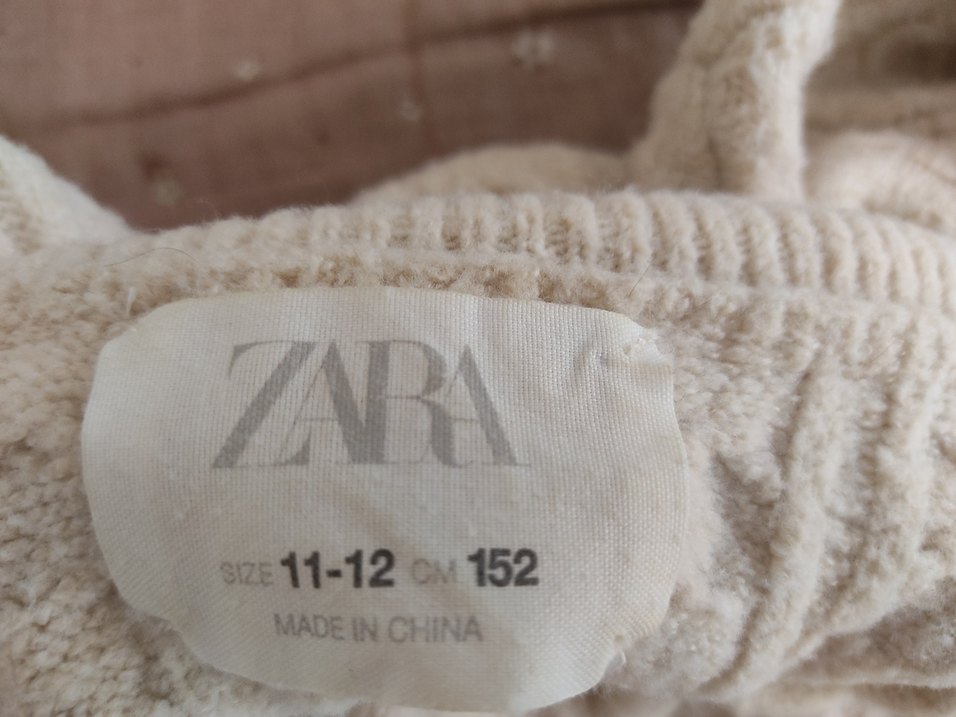 ZARA
SIZE 11-12 CM 152
MADE IN CHINA